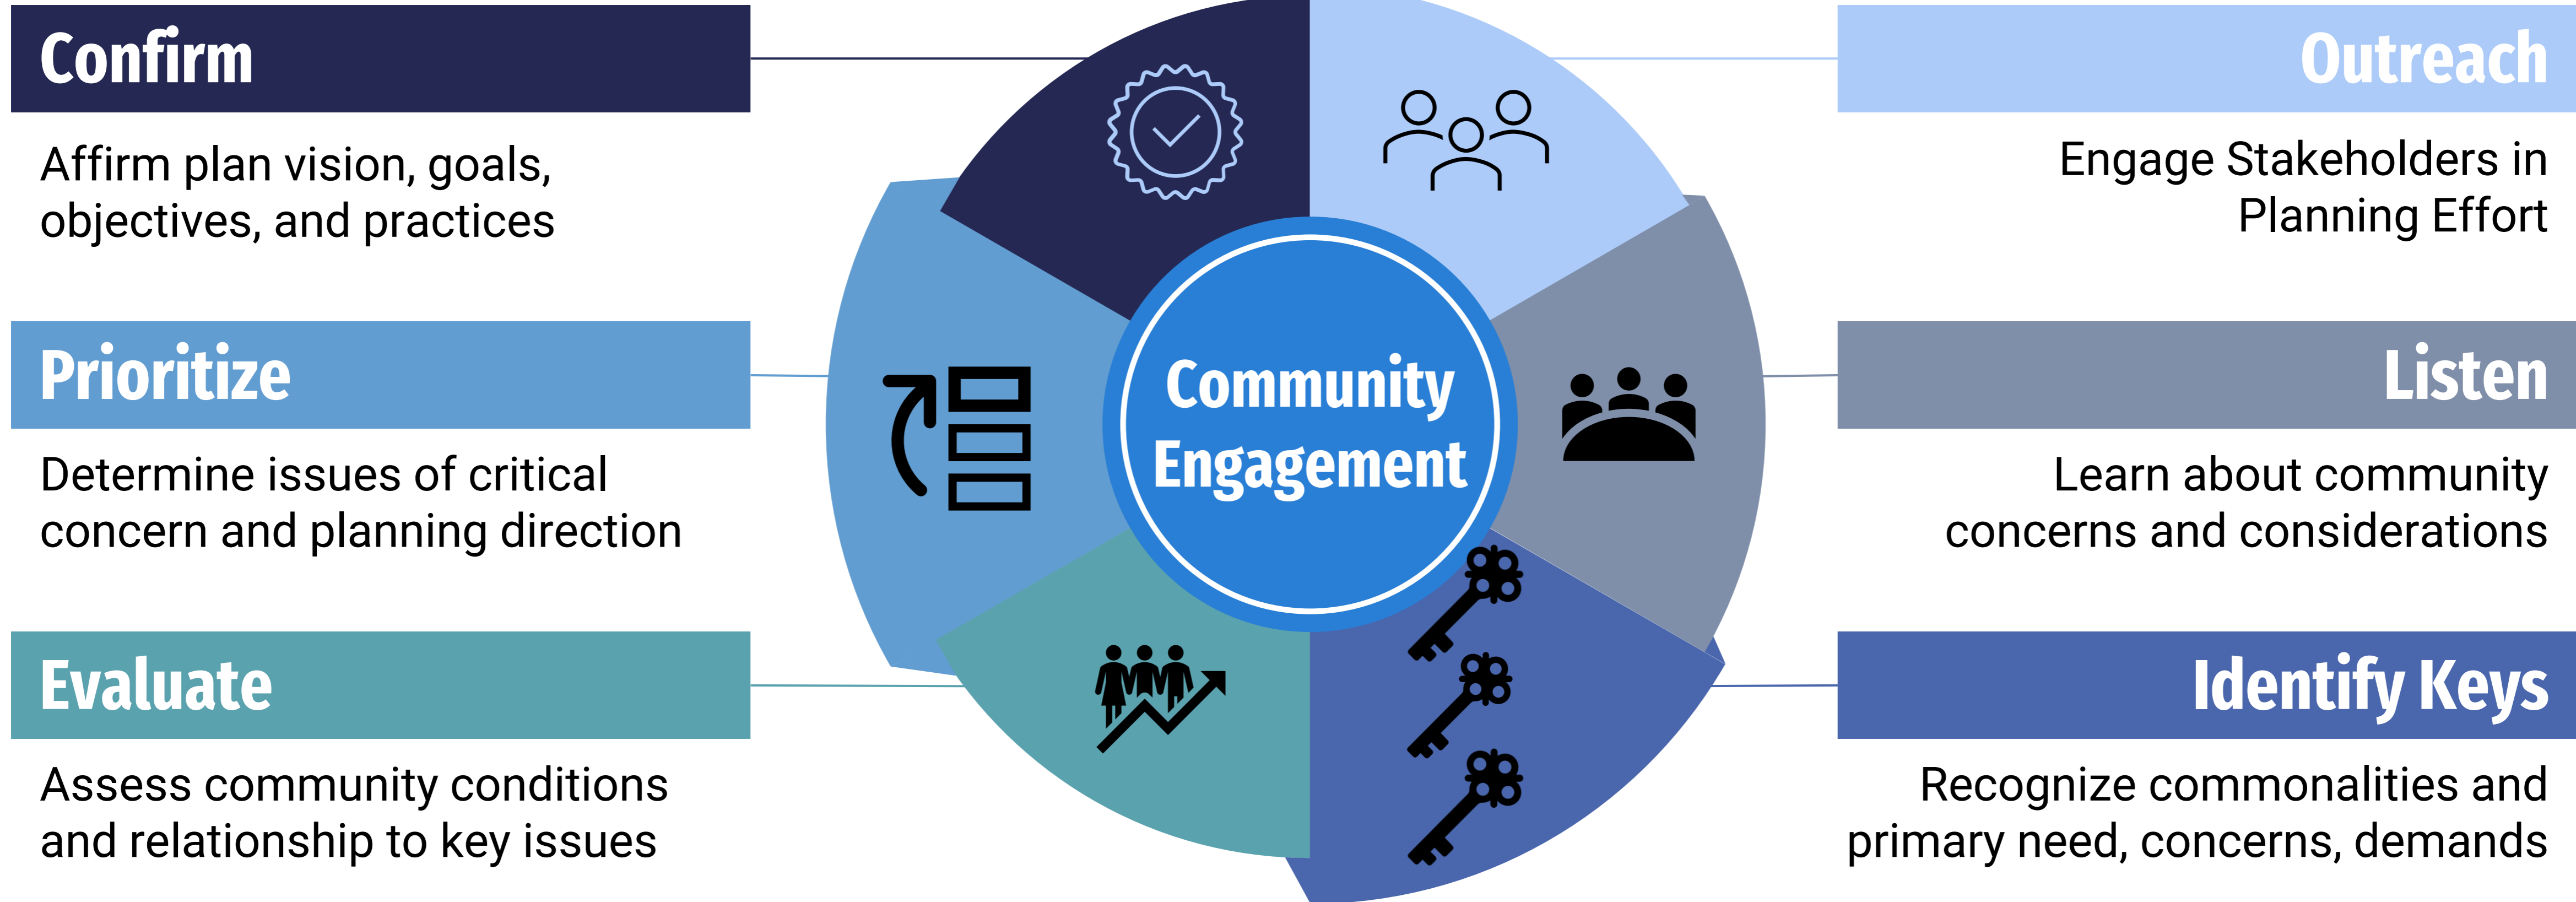 Confirm
Affirm plan vision, goals,
objectives, and practices
Prioritize
Determine issues of critical
concern and planning direction
Evaluate
Assess community conditions
and relationship to key issues
Community
Engagement
Outreach
Engage Stakeholders in
Planning Effort
Listen
Learn about community
concerns and considerations
Identify Keys
Recognize commonalities and
primary need, concerns, demands